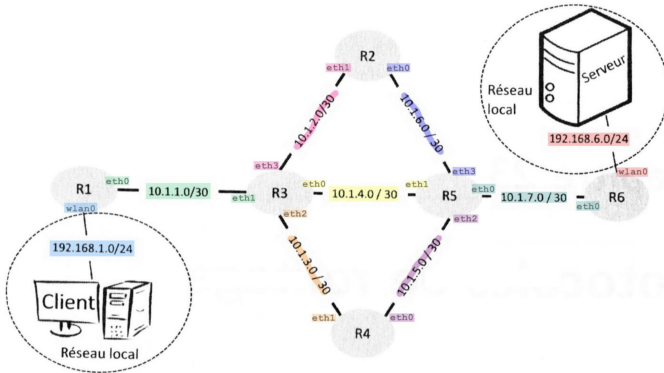 R2
eth1
eth0
10.1.2.0/30
10.1.6.0 / 30
Serveur
Réseau
local
192.168.6.0/24
wlan0
R1
eth0
wlan0
10.1.1.0/30
eth3
eth1
R3
eth0
eth2
10.1.4.0 / 30
eth3
eth1
R5
eth0
eth2
10.1.7.0 / 30
eth0
R6
192.168.1.0/24
10.1.3.0 / 30
10.1.5.0 / 30
Client
Réseau local
eth1
R4
eth0